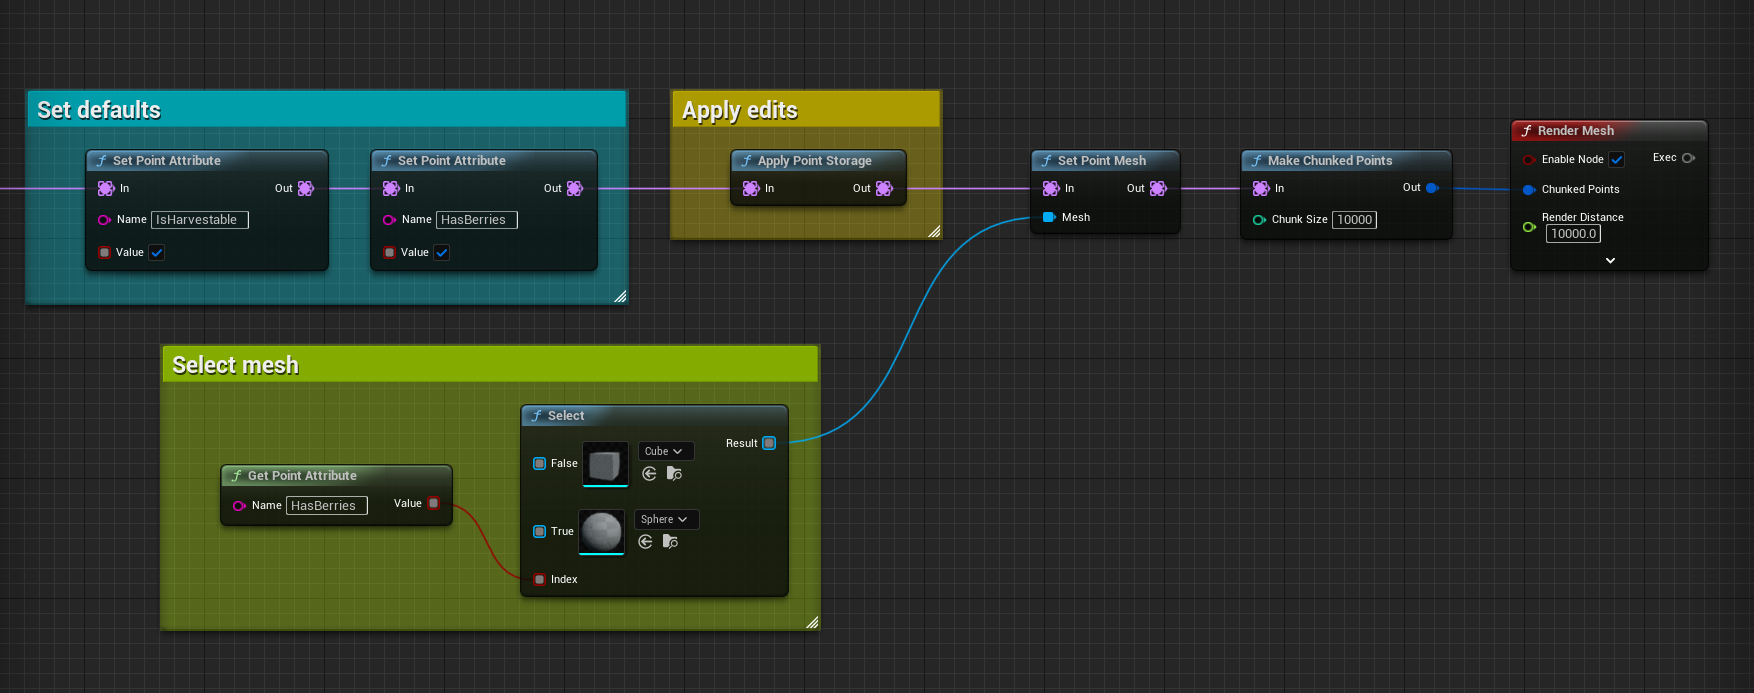 Set defaults
Set Point Attribute
In
Out
Name IsHarvestable
Value
Set Point Attribute
In
Out
Name HasBerries
Value
Apply edits
Apply Point Storage
In
Out
Set Point Mesh
In
Out
Mesh
Make Chunked Points
In
Out
Chunk Size 10000
Render Mesh
Enable Node
Exec
Chunked Points
Render Distance
10000.0
Select mesh
Get Point Attribute
Name HasBerries
Value
Select
False
Cube
Result
True
Sphere
Index